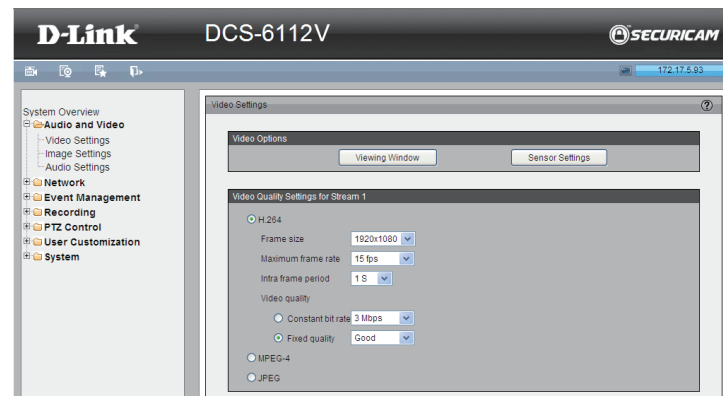 D-Link
DCS-6112V
SECURICAM
172.17.5.93
System Overview
Audio and Video
Video Settings
Image Settings
Audio Settings
Network
Event Management
Recording
PTZ Control
User Customization
System
Video Settings
?
Video Options
Viewing Window
Sensor Settings
Video Quality Settings for Stream 1
H.264
Frame size 1920x1080
Maximum frame rate 15 fps
Intra frame period 1 S
Video quality
Constant bit rate 3 Mbps
Fixed quality Good
MPEG-4
JPEG